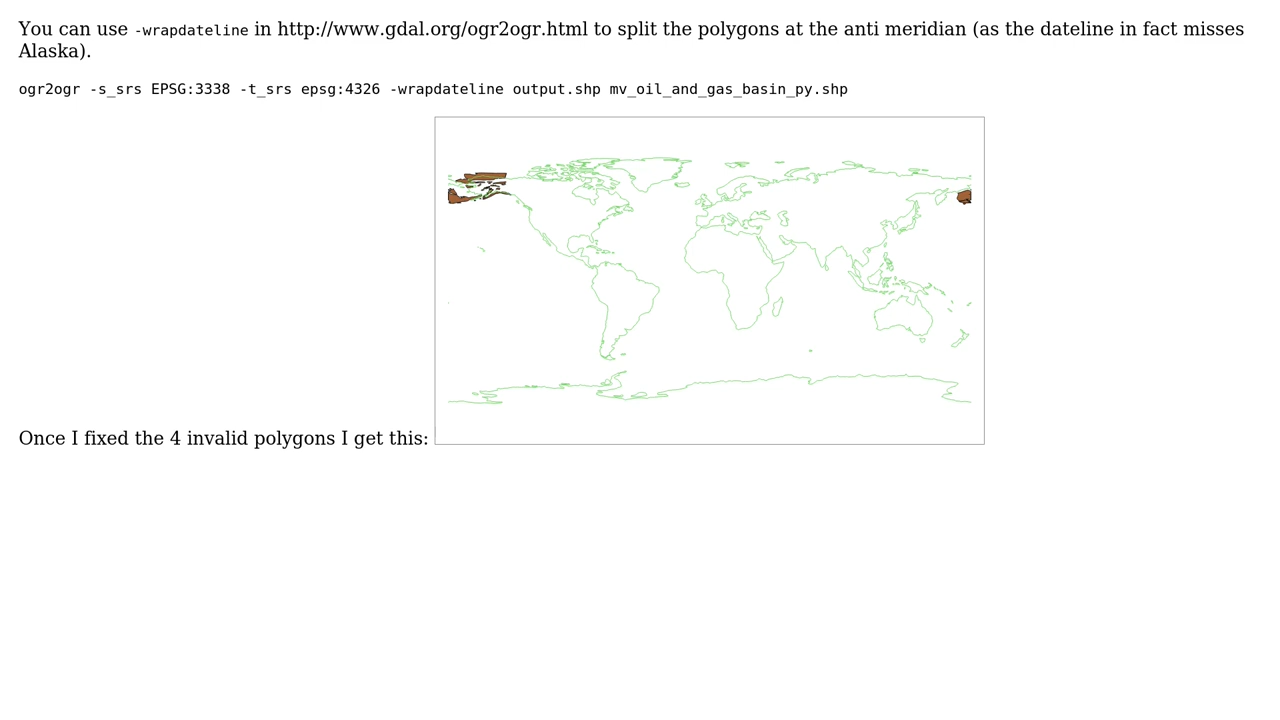 You can use -wrapdateline in http://www.gdal.org/ogr2ogr.html to split the polygons at the anti meridian (as the dateline in fact misses
Alaska).
ogr2ogr -s_srs EPSG:3338 -t_srs epsg:4326 -wrapdateline output.shp mv_oil_and_gas_basin_py.shp
Once I fixed the 4 invalid polygons I get this: